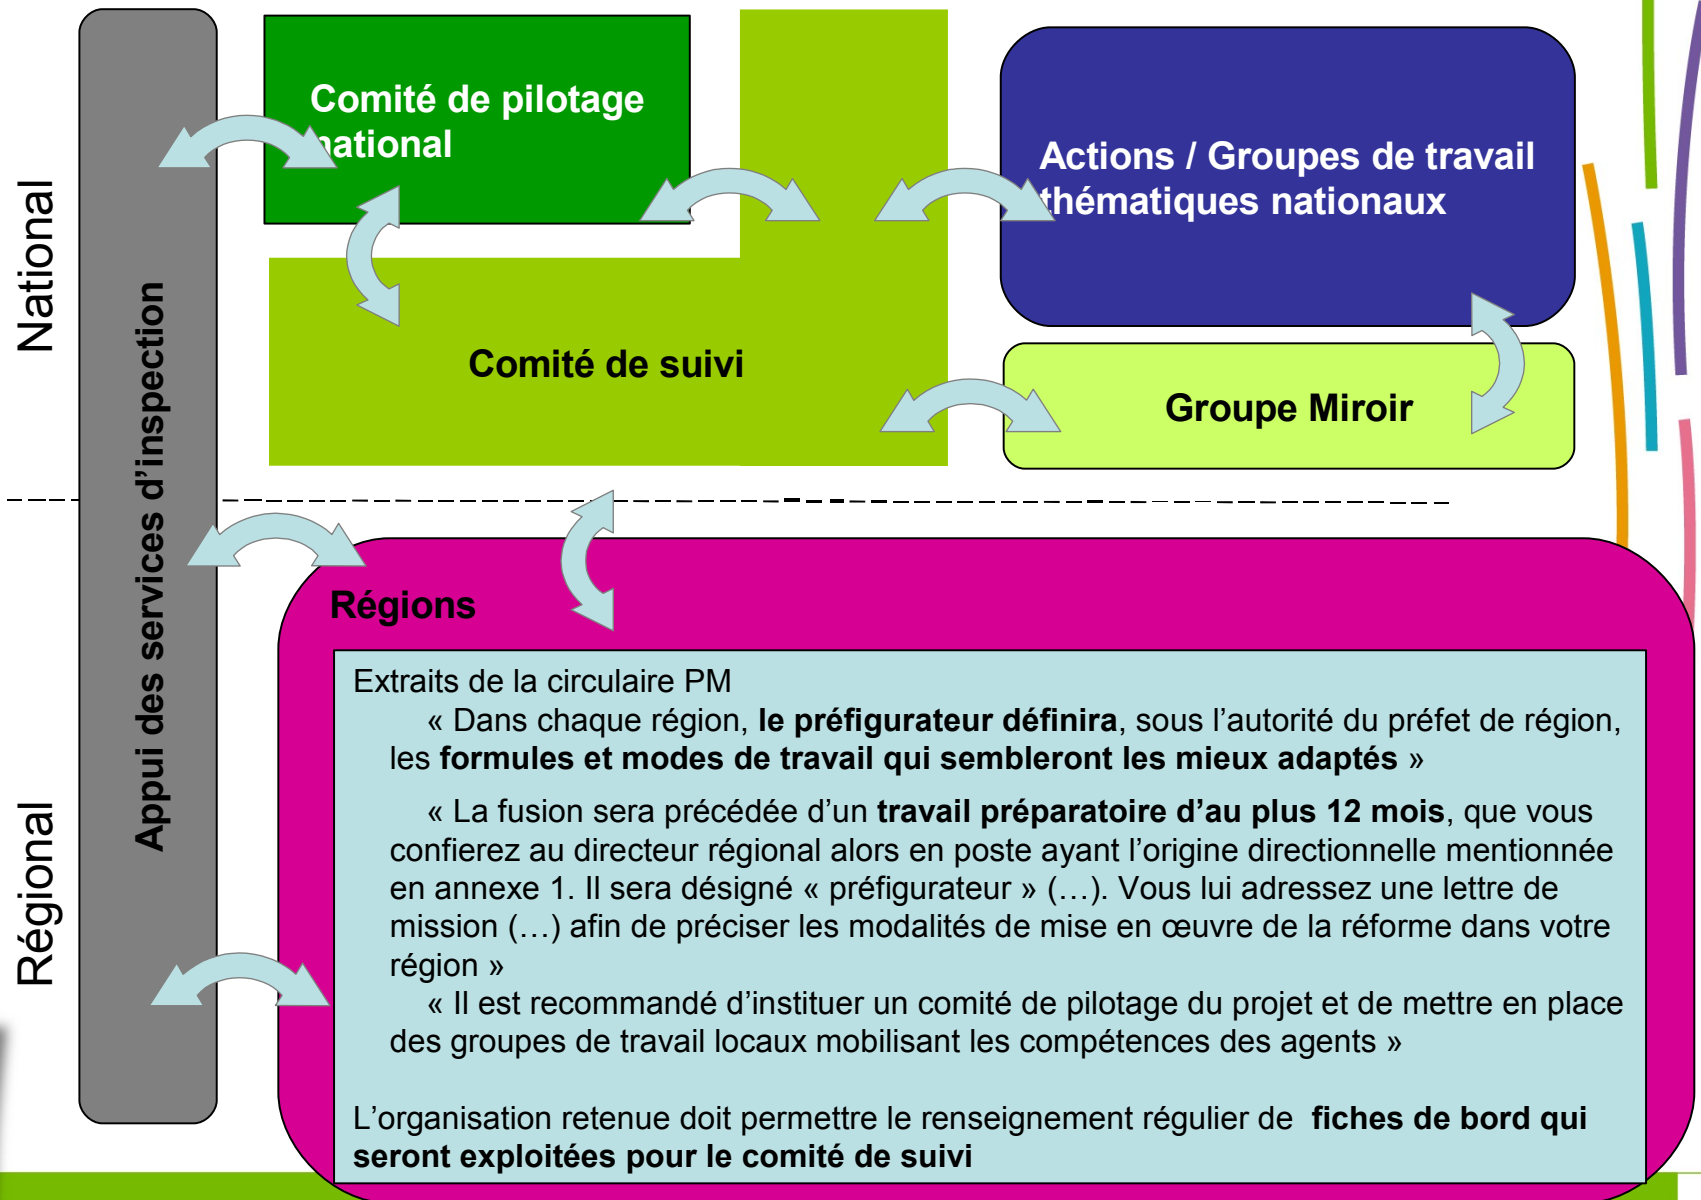 National
Régional
Appui des services d’inspection
Comité de pilotage
national
Actions / Groupes de travail
thématiques nationaux
Comité de suivi
Groupe Miroir
Régions
Extraits de la circulaire PM
« Dans chaque région, le préfigurateur définira, sous l’autorité du préfet de région,
les formules et modes de travail qui sembleront les mieux adaptés »
« La fusion sera précédée d’un travail préparatoire d’au plus 12 mois, que vous
confierez au directeur régional alors en poste ayant l’origine directionnelle mentionnée
en annexe 1. Il sera désigné « préfigurateur » (…). Vous lui adressez une lettre de
mission (…) afin de préciser les modalités de mise en œuvre de la réforme dans votre
région »
« Il est recommandé d’instituer un comité de pilotage du projet et de mettre en place
des groupes de travail locaux mobilisant les compétences des agents »
L’organisation retenue doit permettre le renseignement régulier de fiches de bord qui
seront exploitées pour le comité de suivi